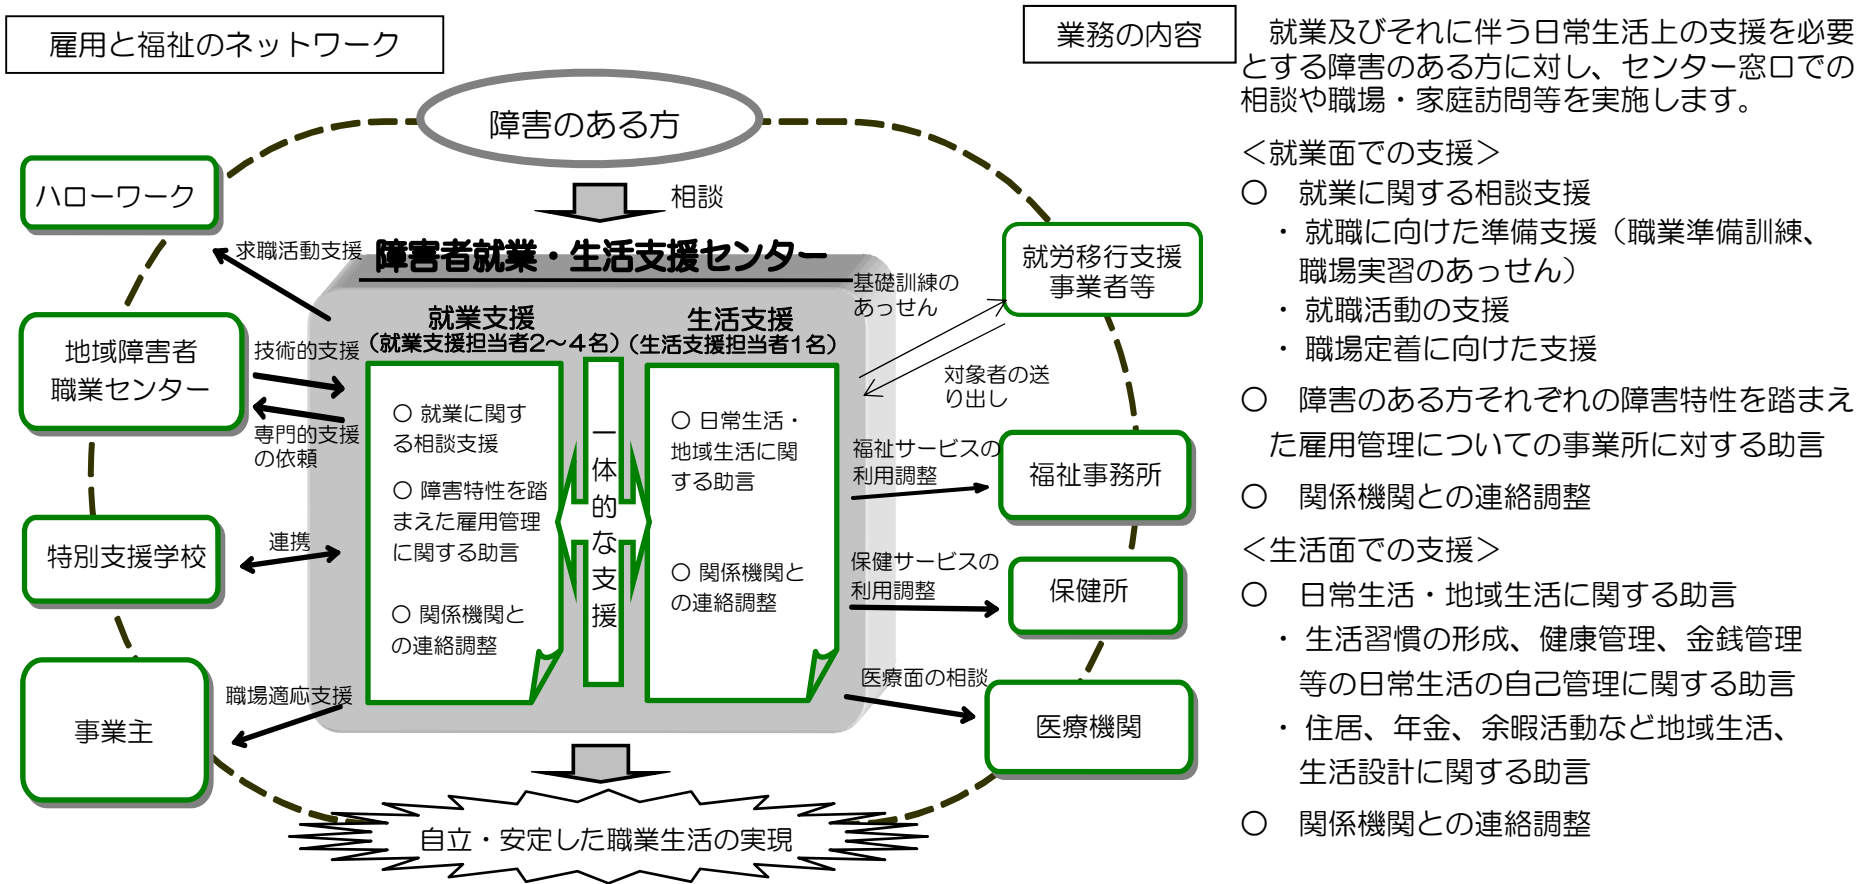 雇用と福祉のネットワーク
障害のある方
相談
ハローワーク
求職活動支援
地域障害者
職業センター
技術的支援
専門的支援
の依頼
特別支援学校
連携
事業主
職場適応支援
障害者就業・生活支援センター
就業支援
(就業支援担当者2〜4名)
○ 就業に関す
る相談支援
○ 障害特性を踏
まえた雇用管理
に関する助言
○ 関係機関と
の連絡調整
一体的な支援
生活支援
(生活支援担当者1名)
○ 日常生活・
地域生活に関
する助言
○ 関係機関と
の連絡調整
基礎訓練の
あっせん
対象者の送
り出し
就労移行支援
事業者等
福祉サービスの
利用調整
福祉事務所
保健サービスの
利用調整
保健所
医療面の相談
医療機関
自立・安定した職業生活の実現
業務の内容
就業及びそれに伴う日常生活上の支援を必要
とする障害のある方に対し、センター窓口での
相談や職場・家庭訪問等を実施します。
<就業面での支援>
○ 就業に関する相談支援
・ 就職に向けた準備支援(職業準備訓練、
職場実習のあっせん)
・ 就職活動の支援
・ 職場定着に向けた支援
○ 障害のある方それぞれの障害特性を踏まえ
た雇用管理についての事業所に対する助言
○ 関係機関との連絡調整
<生活面での支援>
○ 日常生活・地域生活に関する助言
・ 生活習慣の形成、健康管理、金銭管理
等の日常生活の自己管理に関する助言
・ 住居、年金、余暇活動など地域生活、
生活設計に関する助言
○ 関係機関との連絡調整